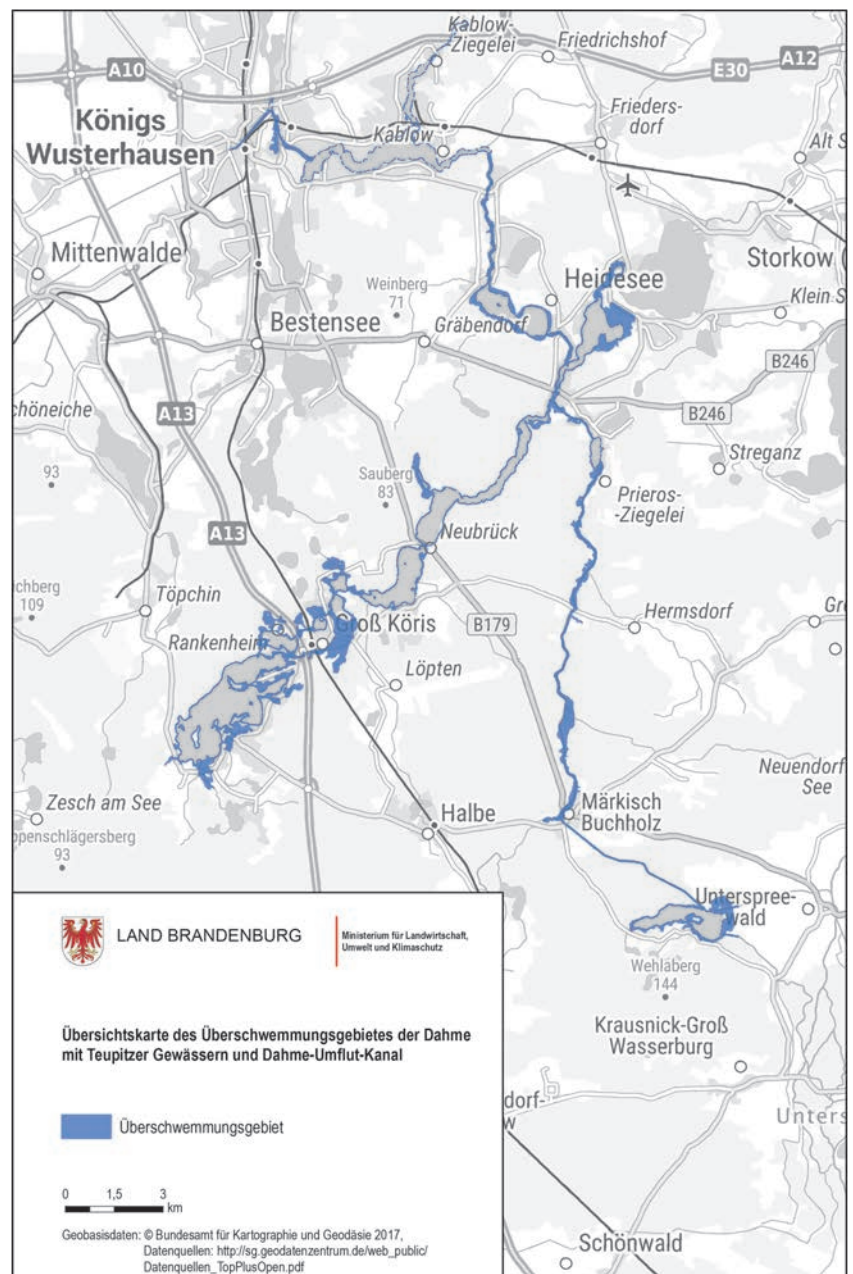 Kablow-
Ziegelei
Friedrichshof
A10
E30
A12
Königs
Wusterhausen
Frieders-
dorf
Kablow
Alt S
Mittenwalde
Storkow
Heidesee
Weinberg
71
Klein S
Bestensee
Gräbendorf
B246
A13
chöneiche
B246
Streganz
93
Sauberg
83
Prieros-
-Ziegelei
A13
Neubrück
chberg
109
Töpchin
Hermsdorf
Gr
Rankenheim
Groß Köris
B179
Löpten
Neuendorf
See
Zesch am See
Halbe
Märkisch
Buchholz
ppenschlägersberg
93
Unterspree-
wald
LAND BRANDENBURG
Ministerium für Landwirtschaft,
Umwelt und Klimaschutz
Wehlaberg
144
Krausnick-Groß
Wasserburg
Übersichtskarte des Überschwemmungsgebietes der Dahme
mit Teupitzer Gewässern und Dahme-Umflut-Kanal
dorf-
w
Unters
Überschwemmungsgebiet
0 1,5 3
km
Geobasisdaten: © Bundesamt für Kartographie und Geodäsie 2017,
Datenquellen: http://sg.geodatenzentrum.de/web_public/
Datenquellen_TopPlusOpen.pdf
Schönwald